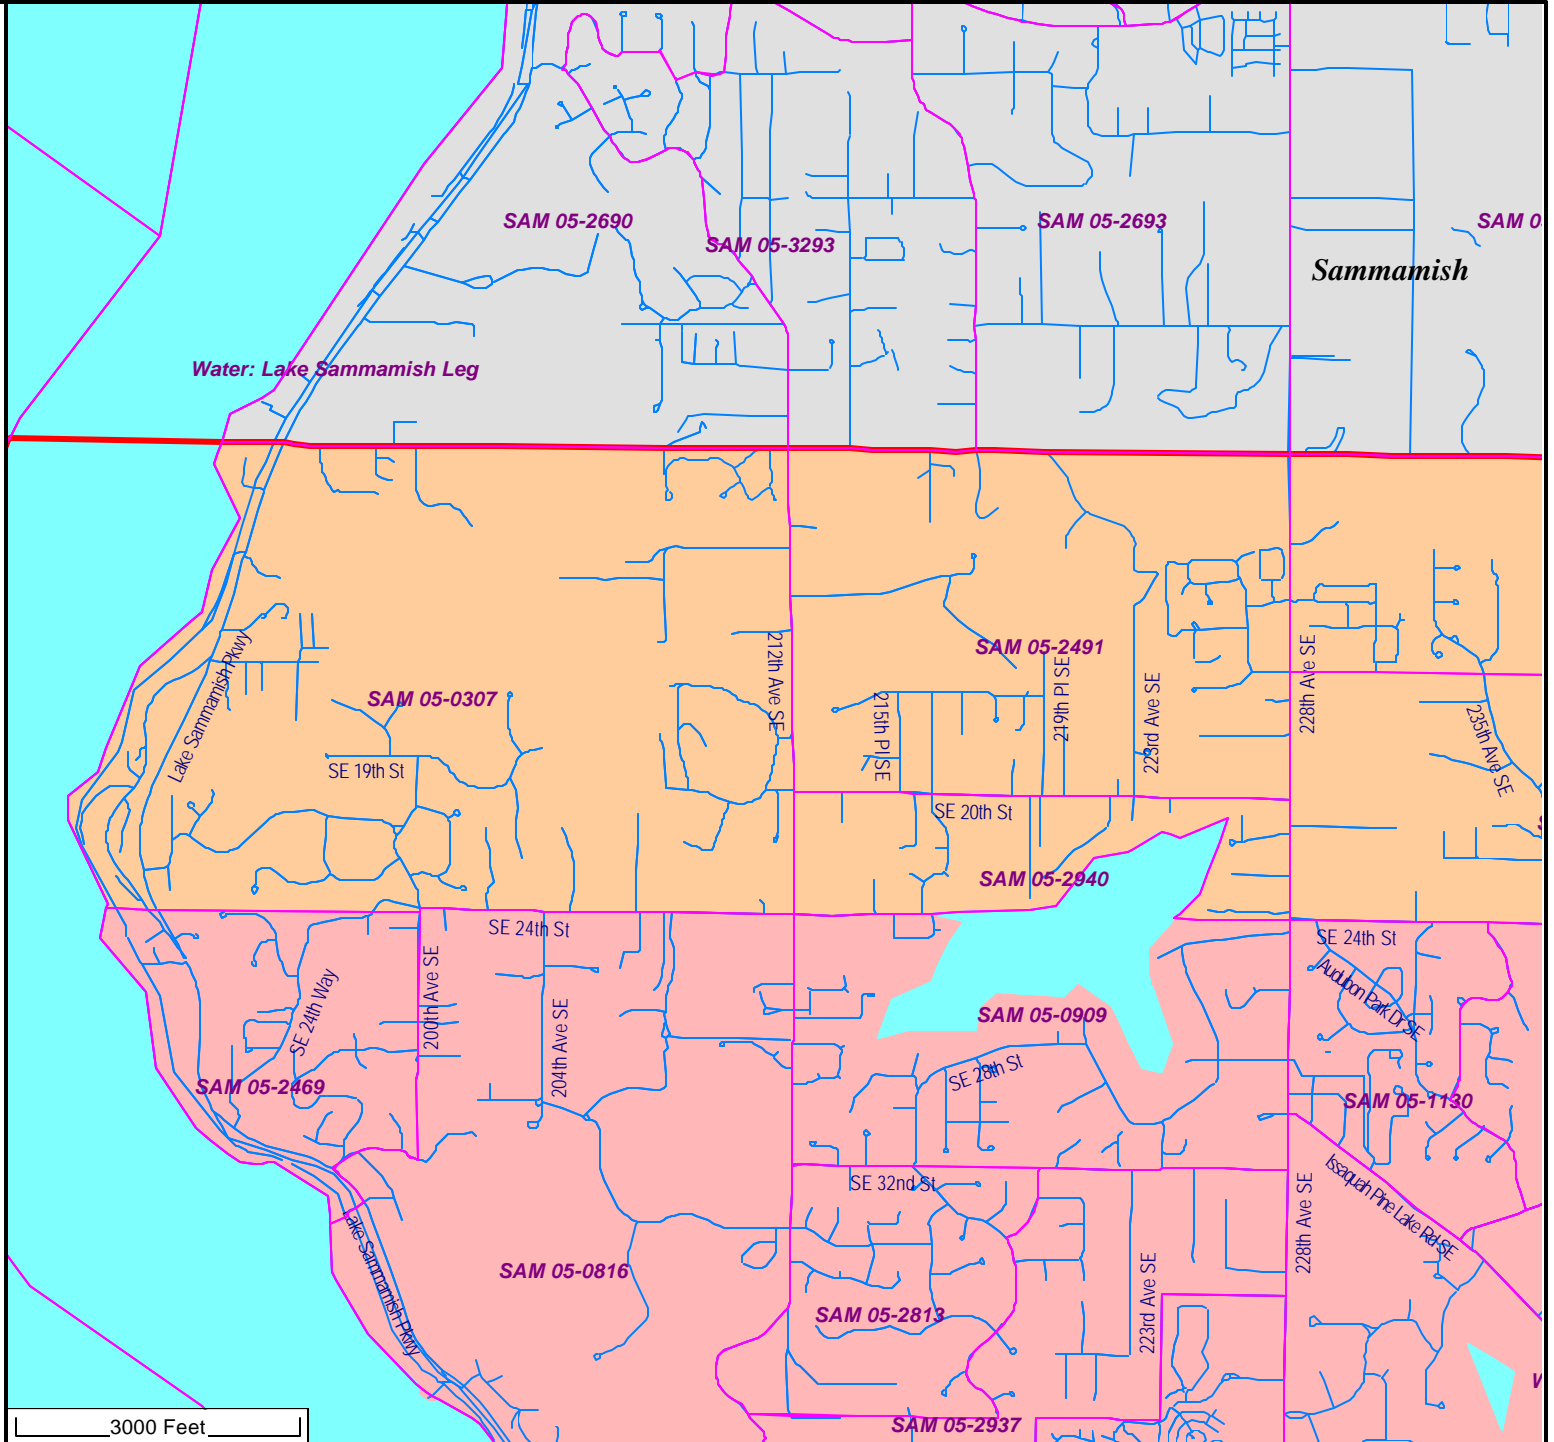 SAM 05-2690
SAM 05-3293
SAM 05-2693
SAM 0
Sammamish
Water: Lake Sammamish Leg
SAM 05-2491
212th Ave SE
228th Ave SE
Lake Sammamish Pkwy
SAM 05-0307
215th Pl SE
219th Pl SE
223rd Ave SE
235th Ave SE
SE 19th St
SE 20th St
SAM 05-2940
SE 24th St
SE 24th St
200th Ave SE
SE 24th Way
Audubon Park Dr SE
204th Ave SE
SAM 05-0909
SE 28th St
SAM 05-2469
SAM 05-1130
SE 32nd St
Issaquah Pine Lake Rd SE
228th Ave SE
Lake Sammamish Pkwy
SAM 05-0816
223rd Ave SE
SAM 05-2813
SAM 05-2937
3000 Feet